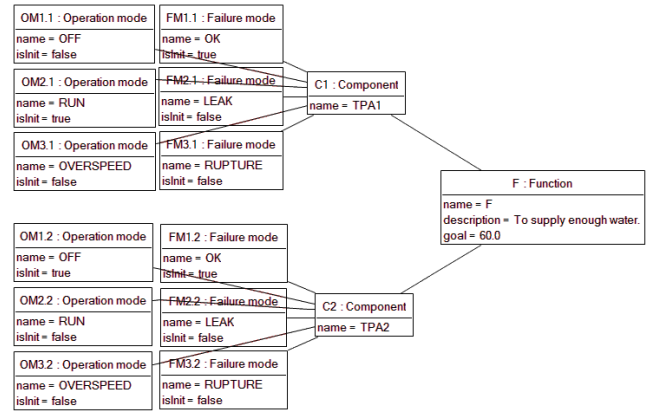 OM1.1 : Operation mode
name = OFF
isInit = false
FM1.1 : Failure mode
name = OK
isInit = true
OM2.1 : Operation mode
name = RUN
isInit = true
FM2.1 : Failure mode
name = LEAK
isInit = false
OM3.1 : Operation mode
name = OVERSPEED
isInit = false
FM3.1 : Failure mode
name = RUPTURE
isInit = false
C1 : Component
name = TPA1
F : Function
name = F
description = To supply enough water.
goal = 60.0
OM1.2 : Operation mode
name = OFF
isInit = true
FM1.2 : Failure mode
name = OK
isInit = true
OM2.2 : Operation mode
name = RUN
isInit = false
FM2.2 : Failure mode
name = LEAK
isInit = false
OM3.2 : Operation mode
name = OVERSPEED
isInit = false
FM3.2 : Failure mode
name = RUPTURE
isInit = false
C2 : Component
name = TPA2